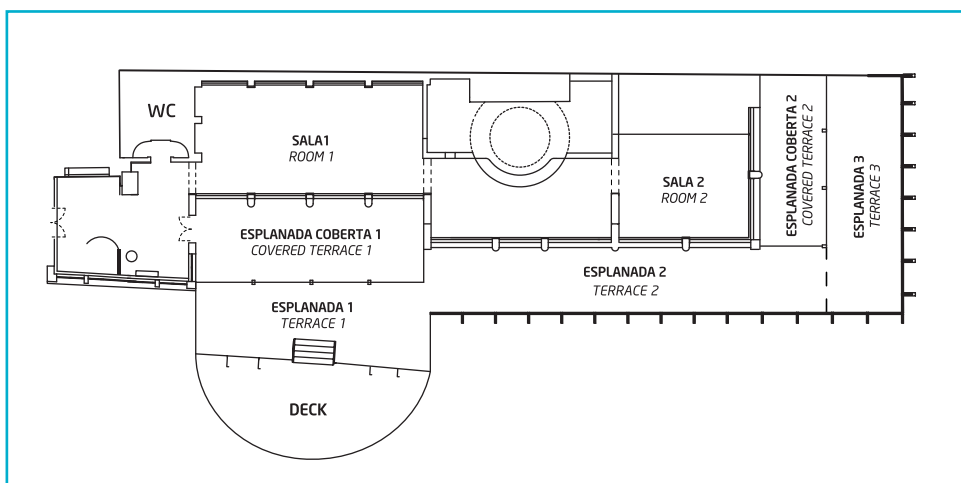 WC
SALA1
ROOM 1
ESPLANADA COBERTA 1
COVERED TERRACE 1
ESPLANADA 1
TERRACE 1
DECK
SALA 2
ROOM 2
ESPLANADA 2
TERRACE 2
ESPLANADA COBERTA 2
COVERED TERRACE 2
ESPLANADA 3
TERRACE 3